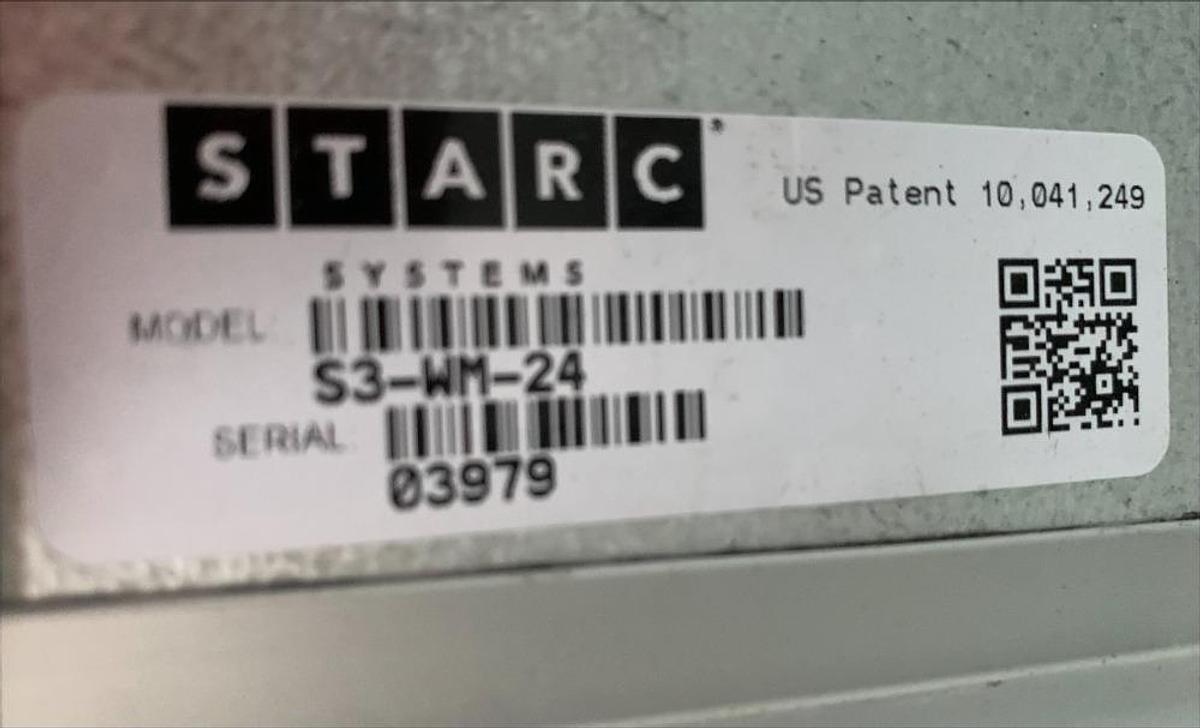 STARC®
SYSTEMS
US Patent 10,041,249
MODEL:
S3-WM-24
SERIAL:
03979